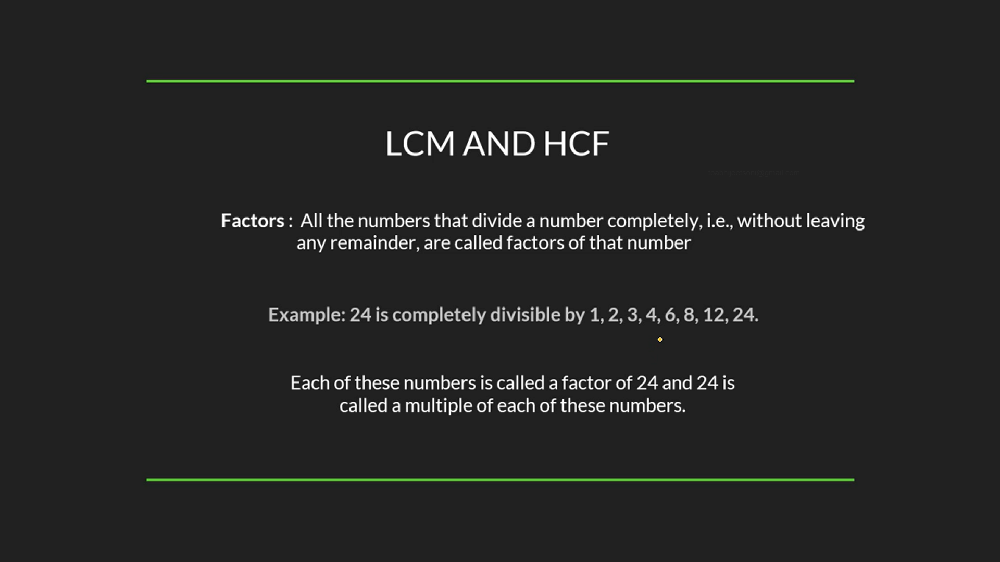 LCM AND HCF
Factors : All the numbers that divide a number completely, i.e., without leaving
any remainder, are called factors of that number
Example: 24 is completely divisible by 1, 2, 3, 4, 6, 8, 12, 24.
Each of these numbers is called a factor of 24 and 24 is
called a multiple of each of these numbers.